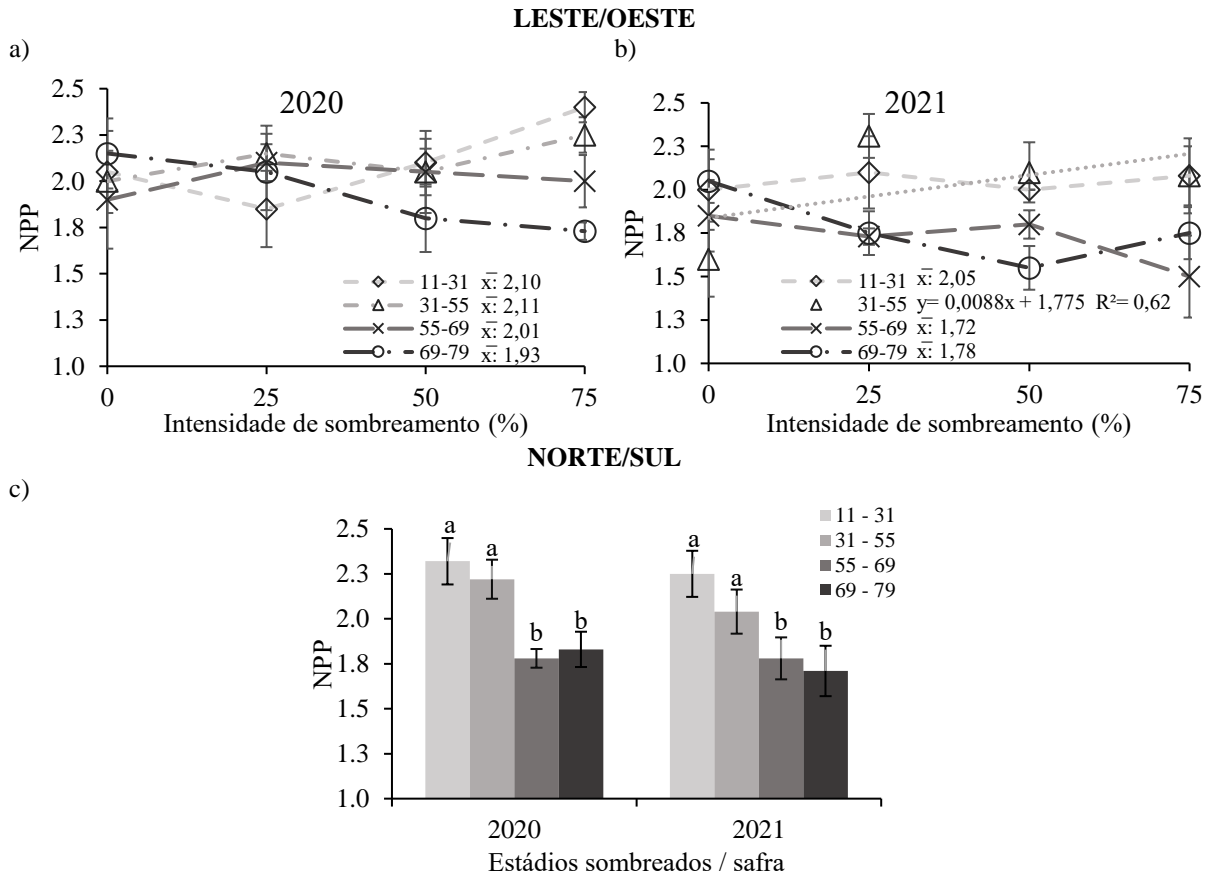 LESTE/OESTE
a)
b)
2020
2021
2.5
2.3
2.0
1.8
1.5
1.3
1.0
NPP
11-31 x̅: 2,10
31-55 x̅: 2,11
55-69 x̅: 2,01
69-79 x̅: 1,93
0 25 50 75
Intensidade de sombreamento (%)
2.5
2.3
2.0
1.8
1.5
1.3
1.0
NPP
11-31 x̅: 2,05
31-55 y= 0,0088x + 1,775 R²= 0,62
55-69 x̅: 1,72
69-79 x̅: 1,78
0 25 50 75
Intensidade de sombreamento (%)
NORTE/SUL
c)
2.5
2.3
2.0
1.8
1.5
1.3
1.0
NPP
a a b b
a a b b
11 - 31
31 - 55
55 - 69
69 - 79
2020 2021
Estádios sombreados / safra